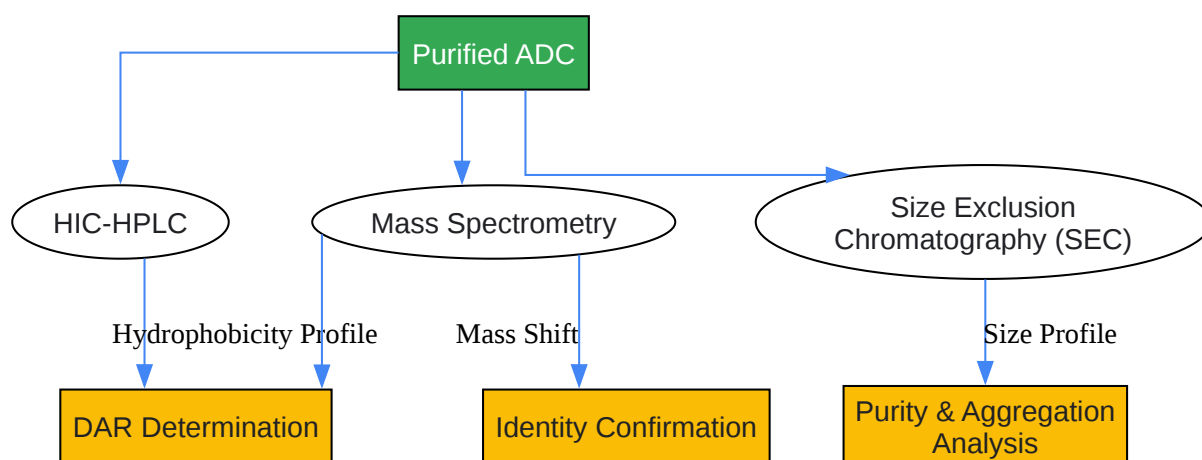 Purified ADC
HIC-HPLC
Mass Spectrometry
Size Exclusion
Chromatography (SEC)
Hydrophobicity Profile
Mass Shift
Size Profile
DAR Determination
Identity Confirmation
Purity & Aggregation
Analysis